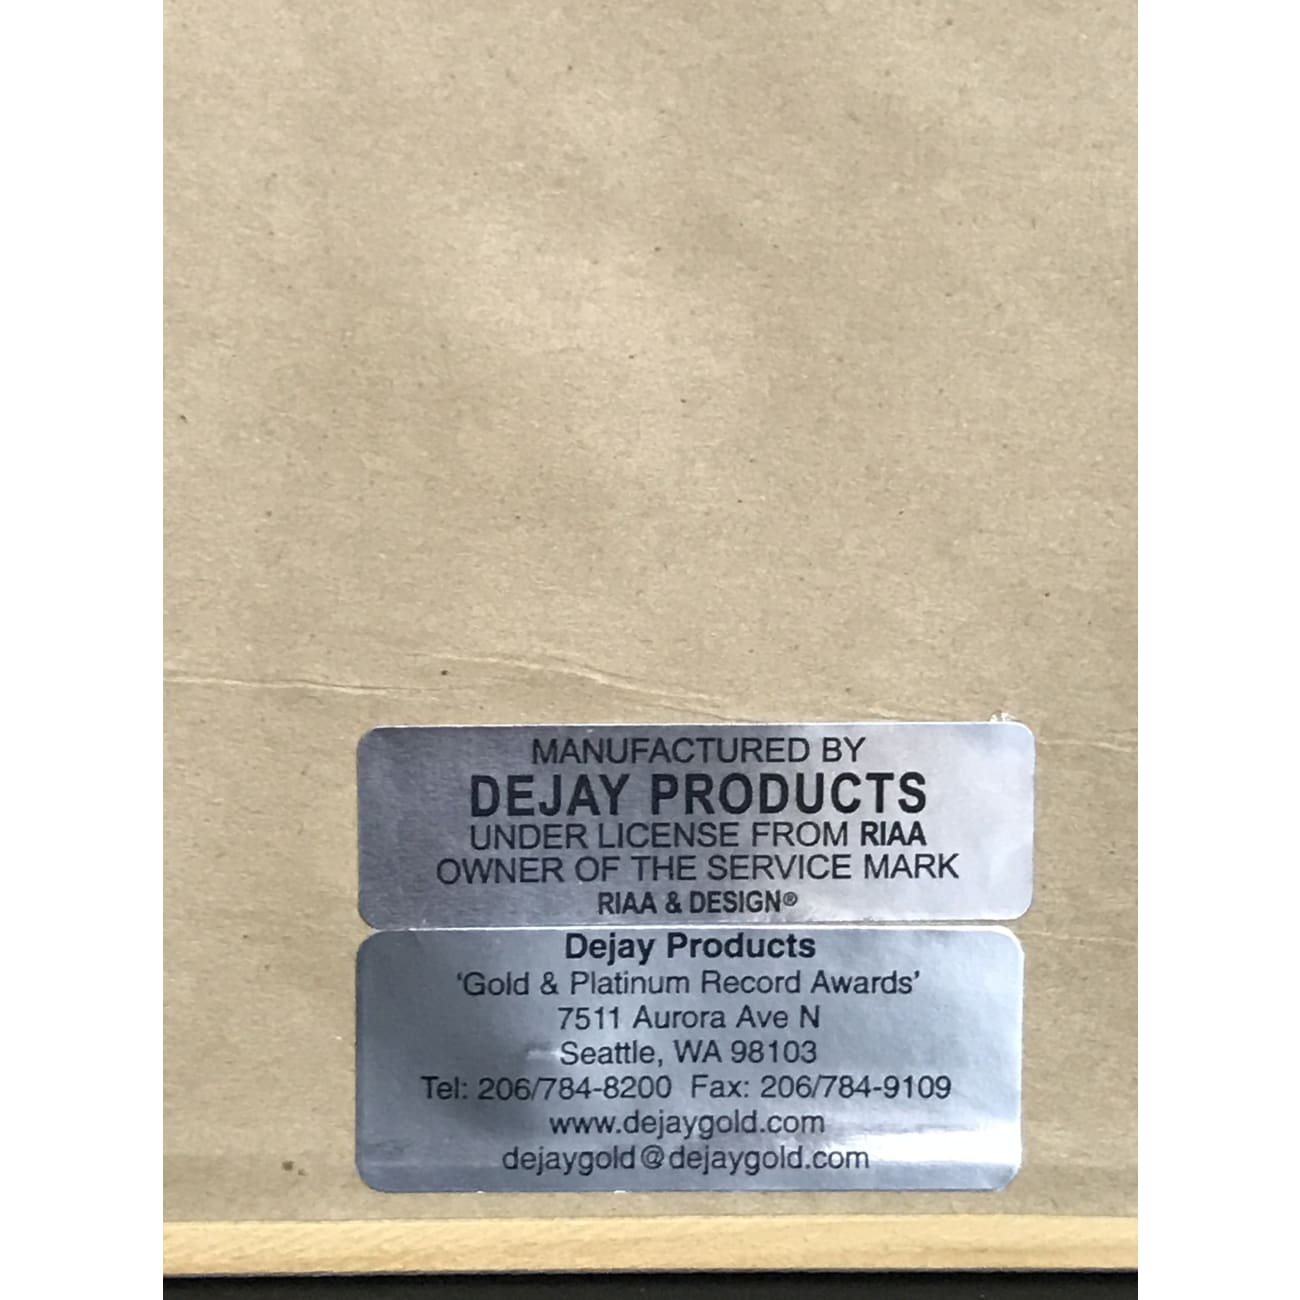 MANUFACTURED BY
DEJAY PRODUCTS
UNDER LICENSE FROM RIAA
OWNER OF THE SERVICE MARK
RIAA & DESIGN®
Dejay Products
'Gold & Platinum Record Awards'
7511 Aurora Ave N
Seattle, WA 98103
Tel: 206/784-8200 Fax: 206/784-9109
www.dejaygold.com
dejaygold@dejaygold.com